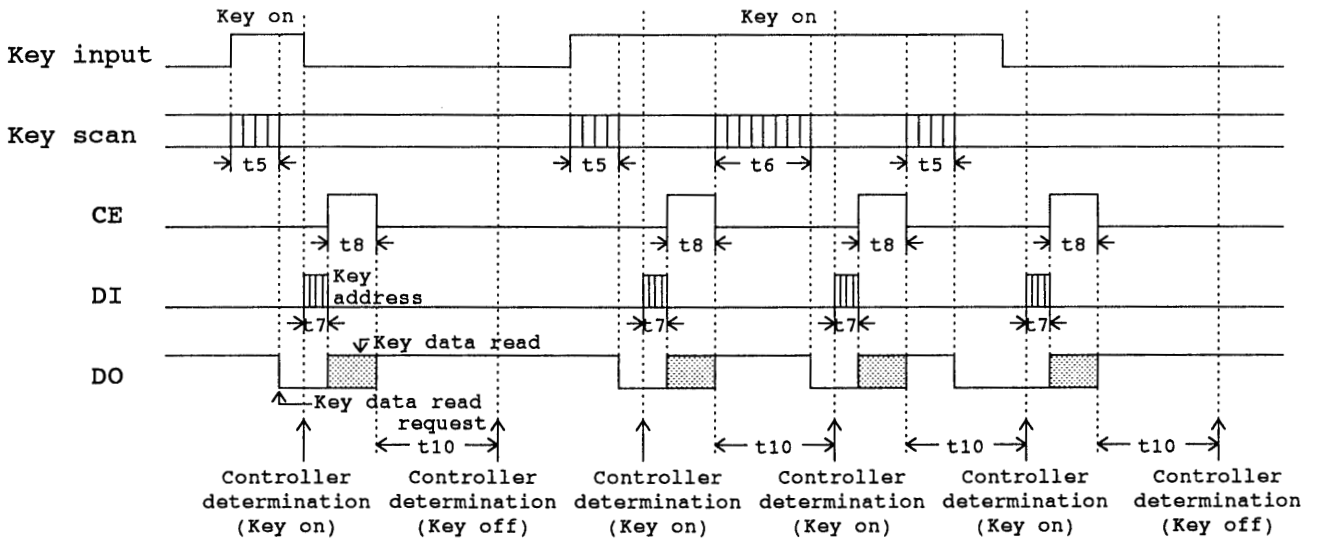 Key on Key on
Key input
Key scan
t5 t5 t6 t5
CE
t8 t8 t8 t8
Key
address
DI
t7 t7 t7 t7
Key data read
DO
Key data read
request
t10 t10 t10 t10
Controller Controller Controller Controller Controller Controller
determination determination determination determination determination determination
(Key on) (Key off) (Key on) (Key on) (Key on) (Key off)